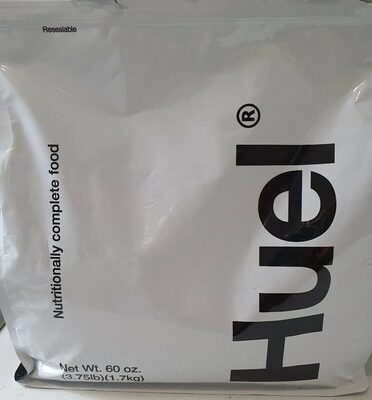 Resealable
Nutritionally complete food
Huel®
Net Wt. 60 oz.
(3.75lb)(1.7kg)